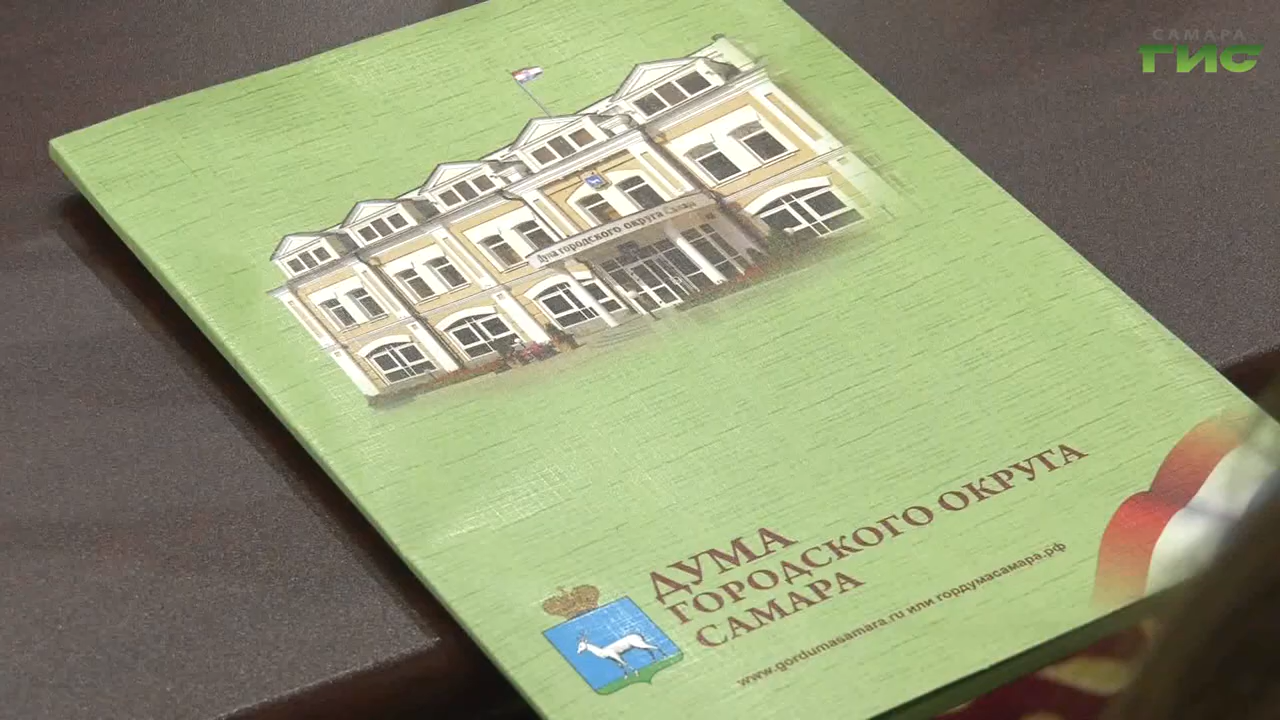 САМАРА
ГИС
Дума городского округа Самара
ДУМА
ГОРОДСКОГО ОКРУГА
САМАРА
www.gordumasamara.ru или гордумасамара.рф